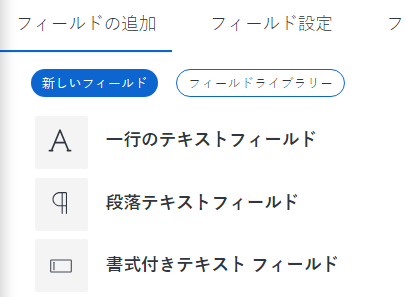 フィールドの追加 フィールド設定 フ
新しいフィールド フィールドライブラリー
一行のテキストフィールド
段落テキストフィールド
書式付きテキスト フィールド